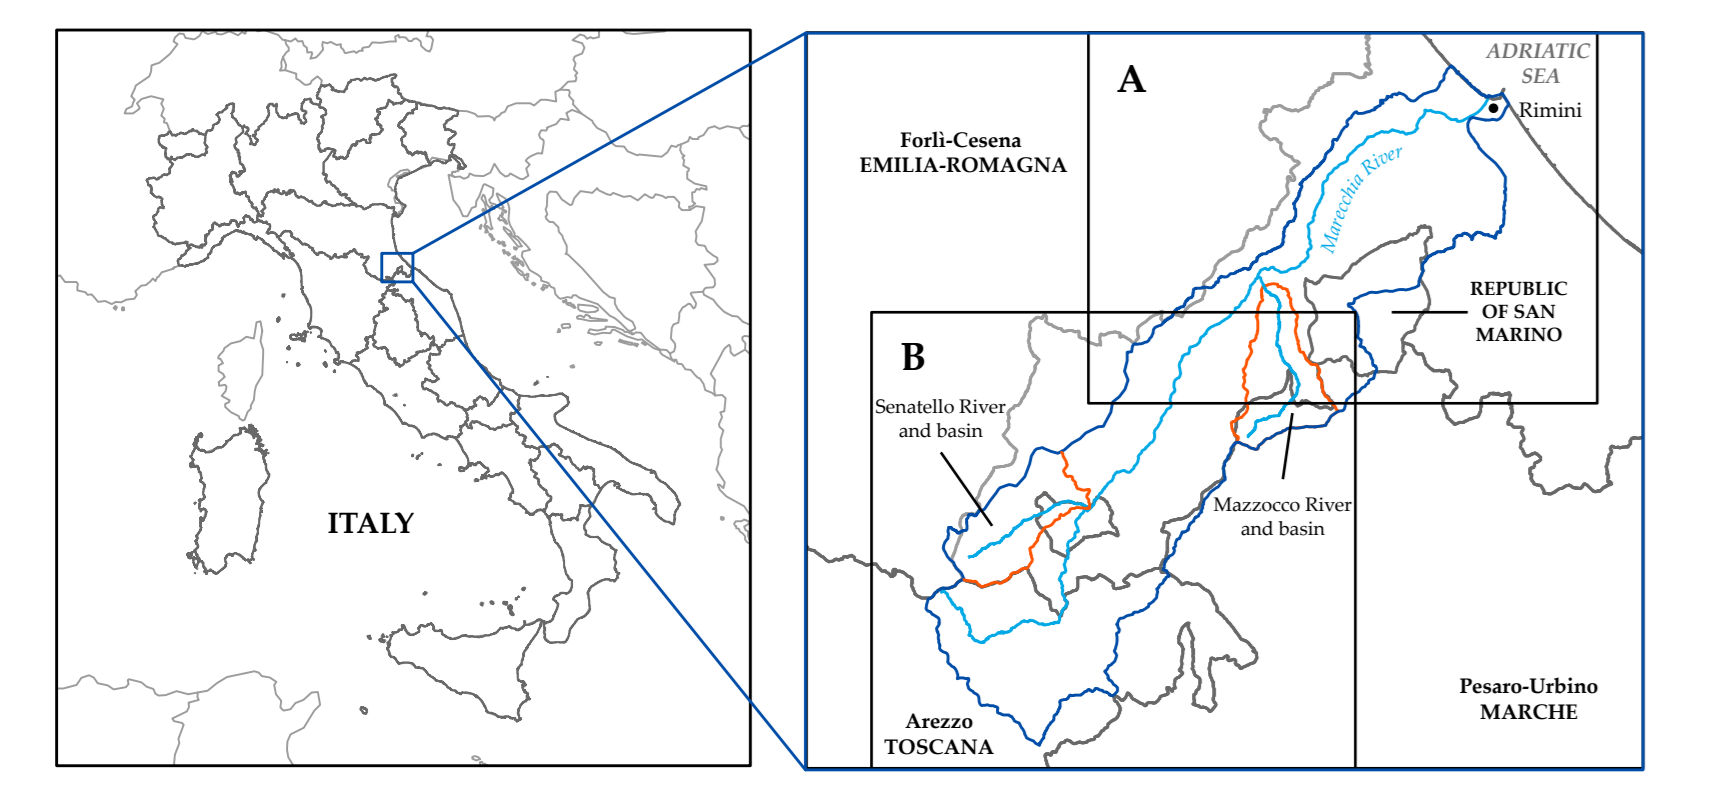 ITALY
A
ADRIATIC
SEA
Rimini
Forlì-Cesena
EMILIA-ROMAGNA
Marecchia River
REPUBLIC
OF SAN
MARINO
B
Senatello River
and basin
Mazzocco River
and basin
Pesaro-Urbino
MARCHE
Arezzo
TOSCANA